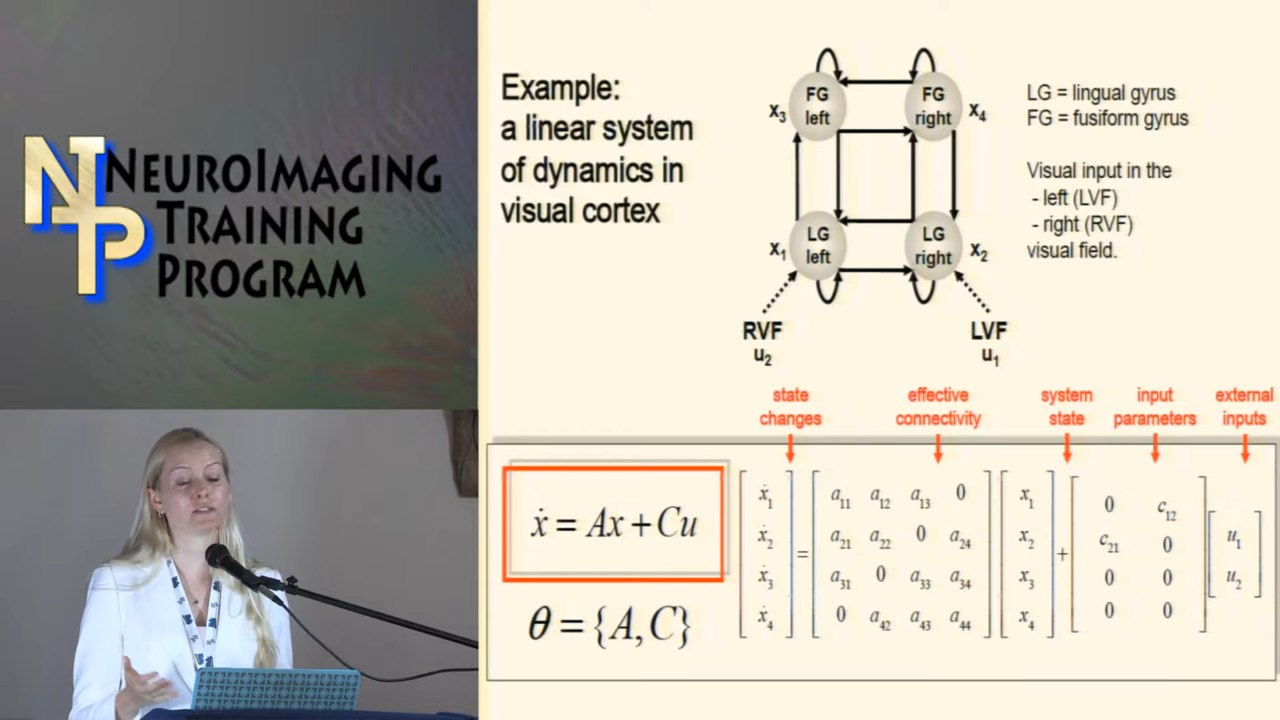 NEUROIMAGING
TRAINING
PROGRAM
NTP
Example:
a linear system
of dynamics in
visual cortex
FG
left
FG
right
x3
x4
LG
left
LG
right
x1
x2
RVF
u2
LVF
u1
LG = lingual gyrus
FG = fusiform gyrus
Visual input in the
- left (LVF)
- right (RVF)
visual field.
state
changes
effective
connectivity
system
state
input
parameters
external
inputs
ẋ = Ax + Cu
θ = {A, C}
ẋ1 a11 a12 a13 0 x1 0 c12
ẋ2 a21 a22 0 a24 x2 c21 0 u1
= +
ẋ3 a31 0 a33 a34 x3 0 0 u2
ẋ4 0 a42 a43 a44 x4 0 0